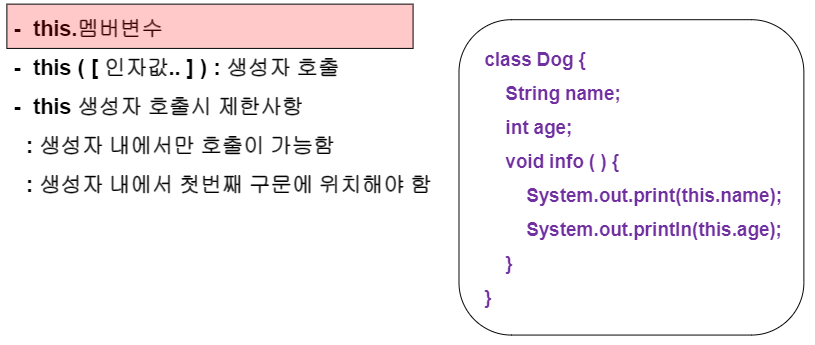 - this.멤버변수
- this ( [ 인자값.. ] ) : 생성자 호출
- this 생성자 호출시 제한사항
: 생성자 내에서만 호출이 가능함
: 생성자 내에서 첫번째 구문에 위치해야 함
class Dog {
String name;
int age;
void info ( ) {
System.out.print(this.name);
System.out.println(this.age);
}
}